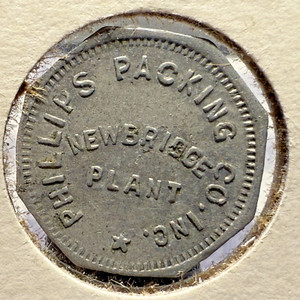 PHILLIPS PACKING CO. INC.
NEWBRIDGE
PLANT